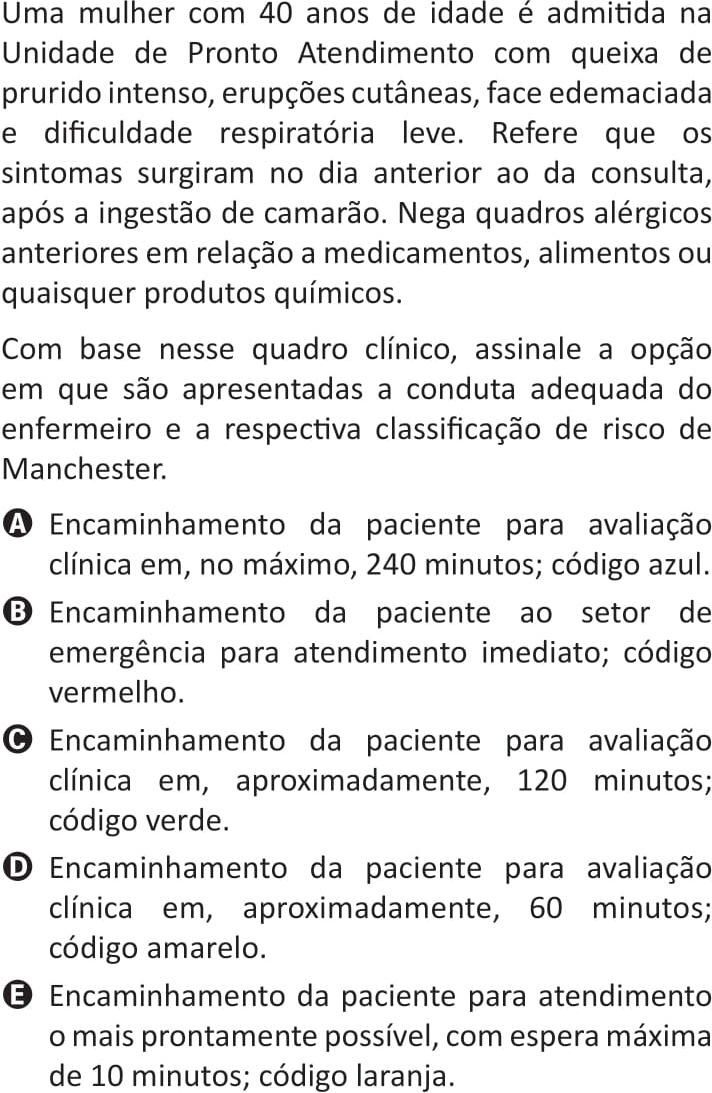 Uma mulher com 40 anos de idade é admitida na
Unidade de Pronto Atendimento com queixa de
prurido intenso, erupções cutâneas, face edemaciada
e dificuldade respiratória leve. Refere que os
sintomas surgiram no dia anterior ao da consulta,
após a ingestão de camarão. Nega quadros alérgicos
anteriores em relação a medicamentos, alimentos ou
quaisquer produtos químicos.
Com base nesse quadro clínico, assinale a opção
em que são apresentadas a conduta adequada do
enfermeiro e a respectiva classificação de risco de
Manchester.
A Encaminhamento da paciente para avaliação
clínica em, no máximo, 240 minutos; código azul.
B Encaminhamento da paciente ao setor de
emergência para atendimento imediato; código
vermelho.
C Encaminhamento da paciente para avaliação
clínica em, aproximadamente, 120 minutos;
código verde.
D Encaminhamento da paciente para avaliação
clínica em, aproximadamente, 60 minutos;
código amarelo.
E Encaminhamento da paciente para atendimento
o mais prontamente possível, com espera máxima
de 10 minutos; código laranja.